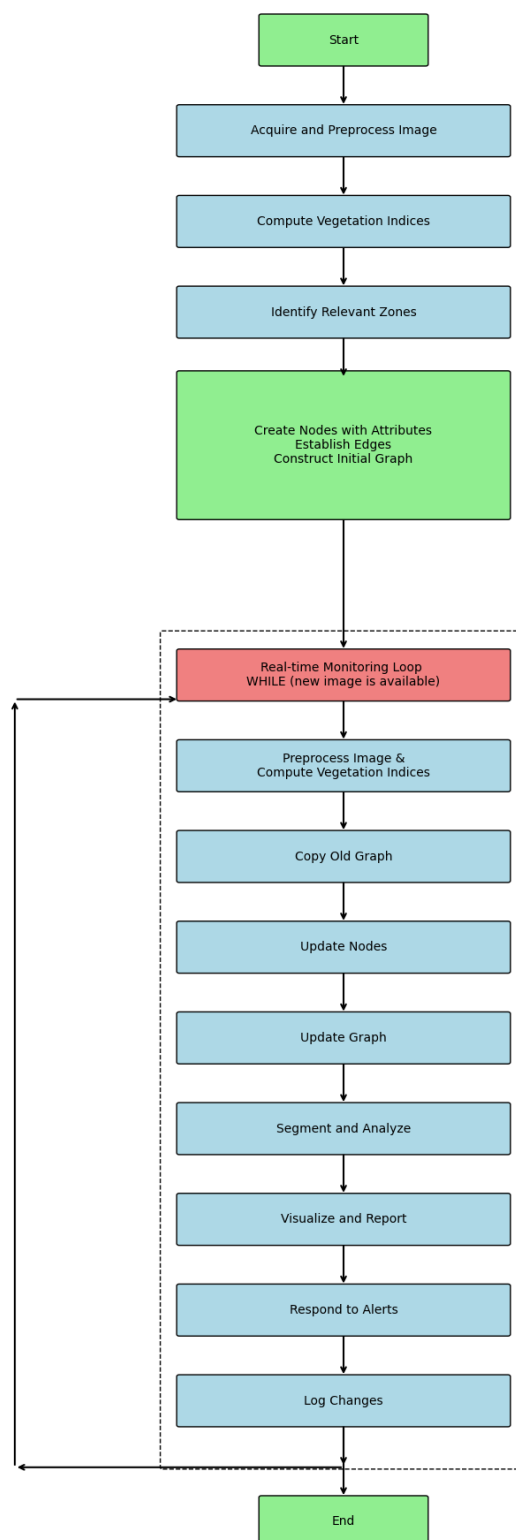 Start
Acquire and Preprocess Image
Compute Vegetation Indices
Identify Relevant Zones
Create Nodes with Attributes
Establish Edges
Construct Initial Graph
Real-time Monitoring Loop
WHILE (new image is available)
Preprocess Image &
Compute Vegetation Indices
Copy Old Graph
Update Nodes
Update Graph
Segment and Analyze
Visualize and Report
Respond to Alerts
Log Changes
End